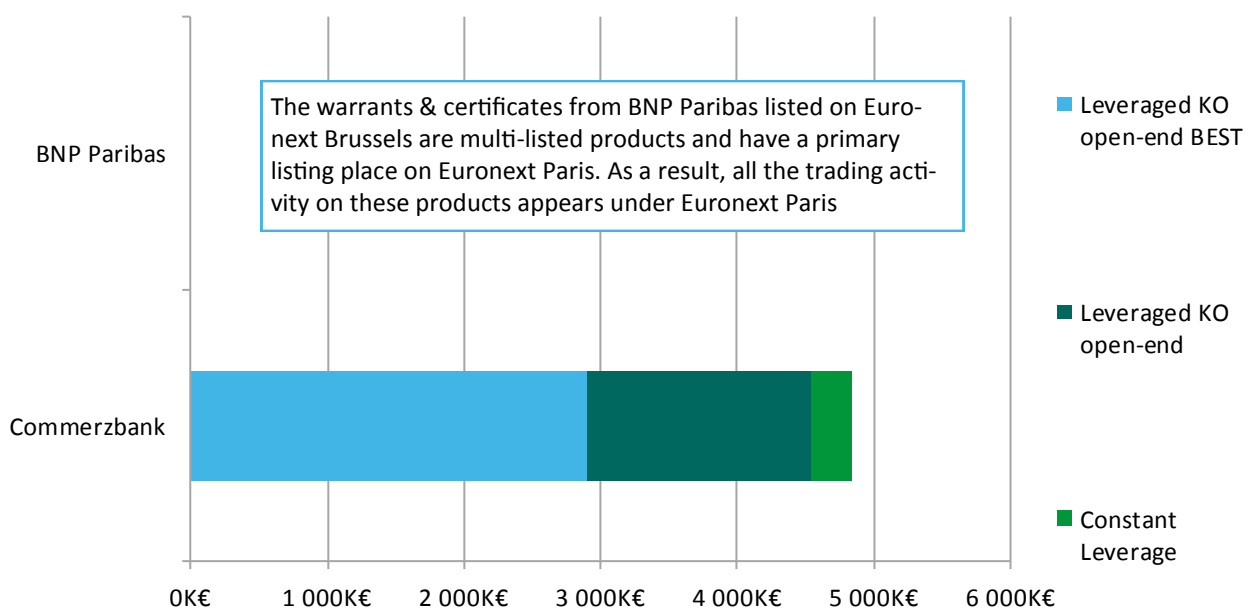 BNP Paribas
The warrants & certificates from BNP Paribas listed on Euro-
next Brussels are multi-listed products and have a primary
listing place on Euronext Paris. As a result, all the trading acti-
vity on these products appears under Euronext Paris
Commerzbank
0K€ 1 000K€ 2 000K€ 3 000K€ 4 000K€ 5 000K€ 6 000K€
Leveraged KO
open-end BEST
Leveraged KO
open-end
Constant
Leverage